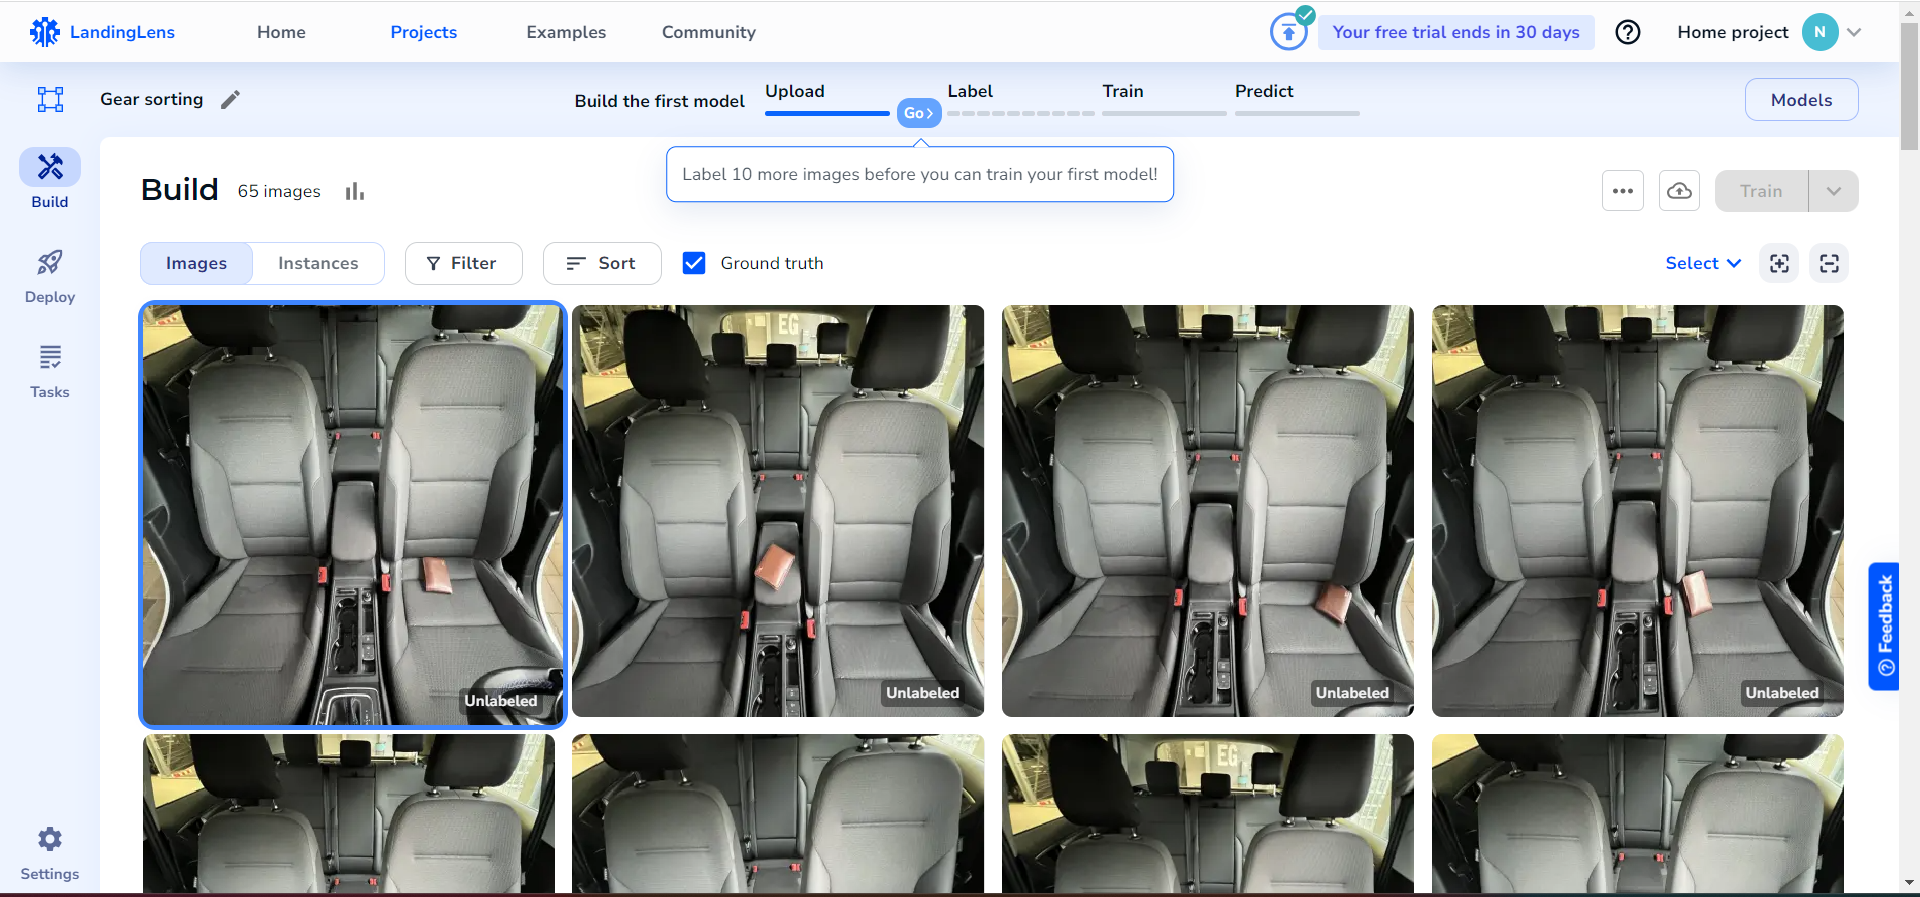 LandingLens
Home
Projects
Examples
Community
Your free trial ends in 30 days
Home project
N
Gear sorting
Build the first model
Upload
Go
Label
Train
Predict
Models
Label 10 more images before you can train your first model!
Build
65 images
Train
Images
Instances
Filter
Sort
Ground truth
Select
Build
Deploy
Tasks
Settings
EG
Unlabeled
Unlabeled
Unlabeled
Unlabeled
EG
Feedback